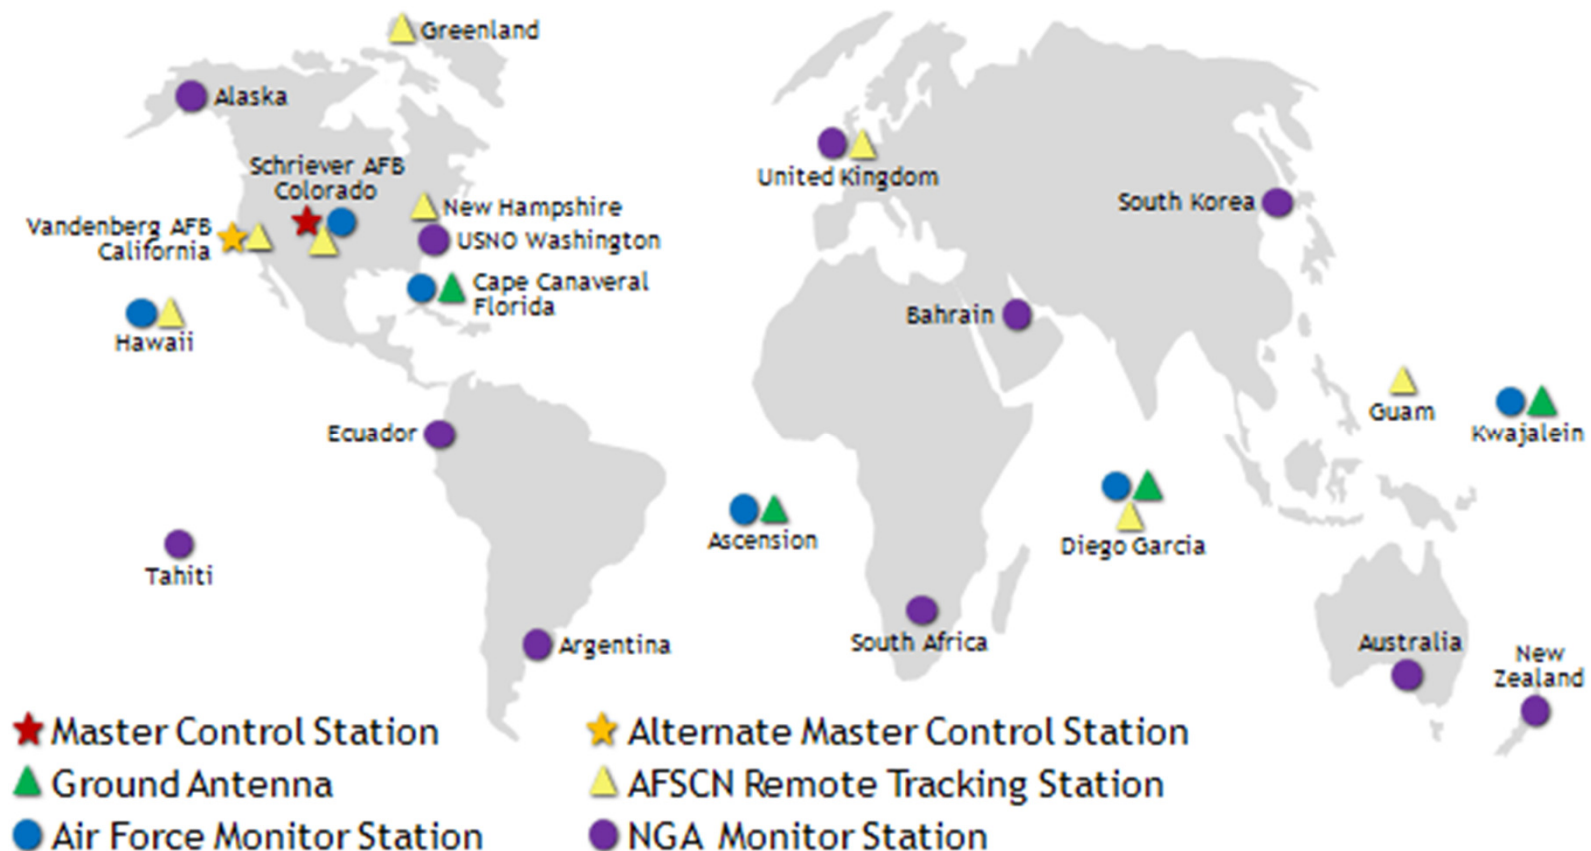 Greenland
Alaska
Schriever AFB
Colorado
Vandenberg AFB
California
New Hampshire
USNO Washington
Cape Canaveral
Florida
Hawaii
United Kingdom
South Korea
Bahrain
Guam
Kwajalein
Ecuador
Ascension
Diego Garcia
Tahiti
Argentina
South Africa
Australia
New
Zealand
Master Control Station
Alternate Master Control Station
Ground Antenna
AFSCN Remote Tracking Station
Air Force Monitor Station
NGA Monitor Station